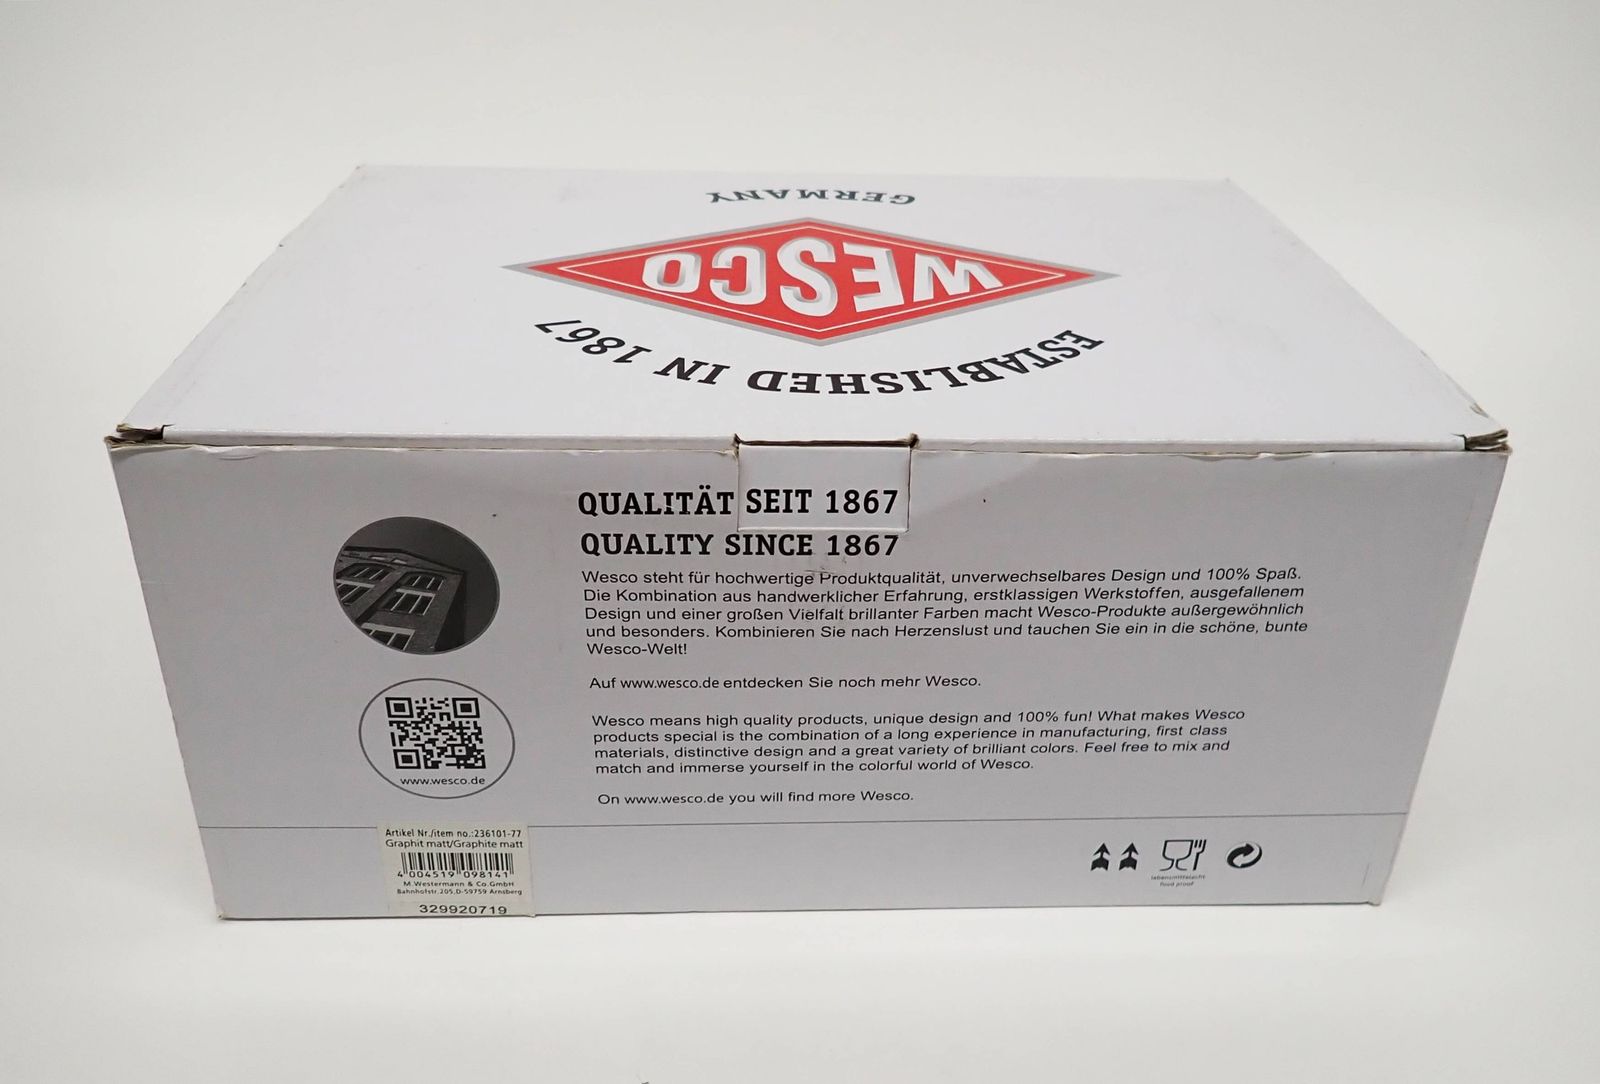 GERMANY
WESCO
ESTABLISHED IN 1867
QUALITÄT SEIT 1867
QUALITY SINCE 1867
Wesco steht für hochwertige Produktqualität, unverwechselbares Design und 100% Spaß.
Die Kombination aus handwerklicher Erfahrung, erstklassigen Werkstoffen, ausgefallenem
Design und einer großen Vielfalt brillanter Farben macht Wesco-Produkte außergewöhnlich
und besonders. Kombinieren Sie nach Herzenslust und tauchen Sie ein in die schöne, bunte
Wesco-Welt!
Auf www.wesco.de entdecken Sie noch mehr Wesco.
Wesco means high quality products, unique design and 100% fun! What makes Wesco
products special is the combination of a long experience in manufacturing, first class
materials, distinctive design and a great variety of brilliant colors. Feel free to mix and
match and immerse yourself in the colorful world of Wesco.
On www.wesco.de you will find more Wesco.
www.wesco.de
Artikel Nr./item no.:236101-77
Graphit matt/Graphite matt
4 004519 098141
M.Westermann & Co.GmbH
Bahnhofstr.205,D-59759 Arnsberg
329920719
lebensmittelecht
food proof